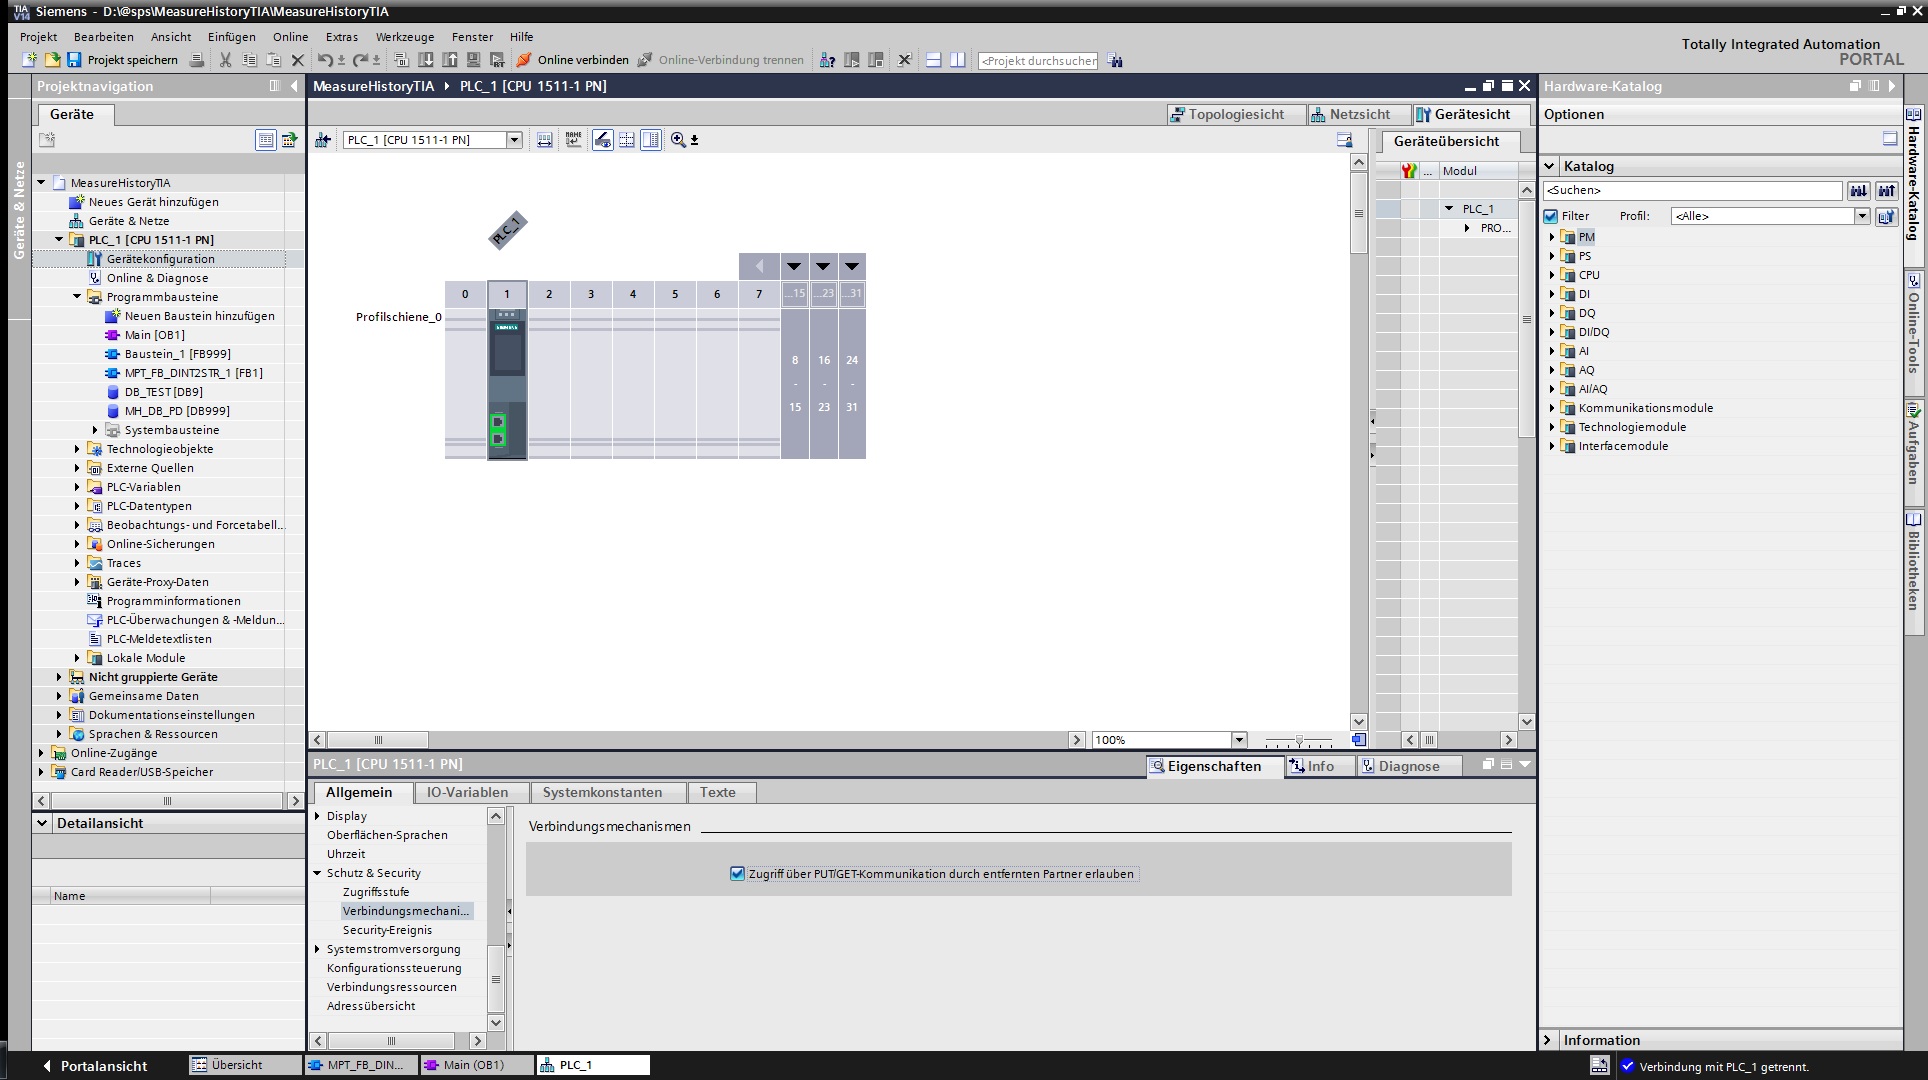 TIA V14 Siemens - D:\@sps\MeasureHistoryTIA\MeasureHistoryTIA
Projekt Bearbeiten Ansicht Einfügen Online Extras Werkzeuge Fenster Hilfe
Totally Integrated Automation
PORTAL
Projekt speichern Online verbinden Online-Verbindung trennen <Projekt durchsuchen
Projektnavigation
Geräte
Geräte & Netze
MeasureHistoryTIA
Neues Gerät hinzufügen
Geräte & Netze
PLC_1 [CPU 1511-1 PN]
Gerätekonfiguration
Online & Diagnose
Programmbausteine
Neuen Baustein hinzufügen
Main [OB1]
Baustein_1 [FB999]
MPT_FB_DINT2STR_1 [FB1]
DB_TEST [DB9]
MH_DB_PD [DB999]
Systembausteine
Technologieobjekte
Externe Quellen
PLC-Variablen
PLC-Datentypen
Beobachtungs- und Forcetabell...
Online-Sicherungen
Traces
Geräte-Proxy-Daten
Programminformationen
PLC-Überwachungen & -Meldun...
PLC-Meldetextlisten
Lokale Module
Nicht gruppierte Geräte
Gemeinsame Daten
Dokumentationseinstellungen
Sprachen & Ressourcen
Online-Zugänge
Card Reader/USB-Speicher
Detailansicht
Name
MeasureHistoryTIA PLC_1 [CPU 1511-1 PN]
Topologiesicht Netzsicht Gerätesicht
PLC_1 [CPU 1511-1 PN]
NAME
PLC_1
0 1 2 3 4 5 6 7 ...15 ...23 ...31
Profilschiene_0
SIEMENS
8 16 24
- - -
15 23 31
100%
Geräteübersicht
... Modul
PLC_1
PRO...
PLC_1 [CPU 1511-1 PN]
Eigenschaften Info Diagnose
Allgemein IO-Variablen Systemkonstanten Texte
Display
Oberflächen-Sprachen
Uhrzeit
Schutz & Security
Zugriffsstufe
Verbindungsmechani...
Security-Ereignis
Systemstromversorgung
Konfigurationssteuerung
Verbindungsressourcen
Adressübersicht
Verbindungsmechanismen
Zugriff über PUT/GET-Kommunikation durch entfernten Partner erlauben
Hardware-Katalog
Optionen
Katalog
<Suchen>
Filter Profil: <Alle>
PM
PS
CPU
DI
DQ
DI/DQ
AI
AQ
AI/AQ
Kommunikationsmodule
Technologiemodule
Interfacemodule
Information
Hardware-Katalog
Online-Tools
Aufgaben
Bibliotheken
Portalansicht Übersicht MPT_FB_DIN... Main (OB1) PLC_1
Verbindung mit PLC_1 getrennt.